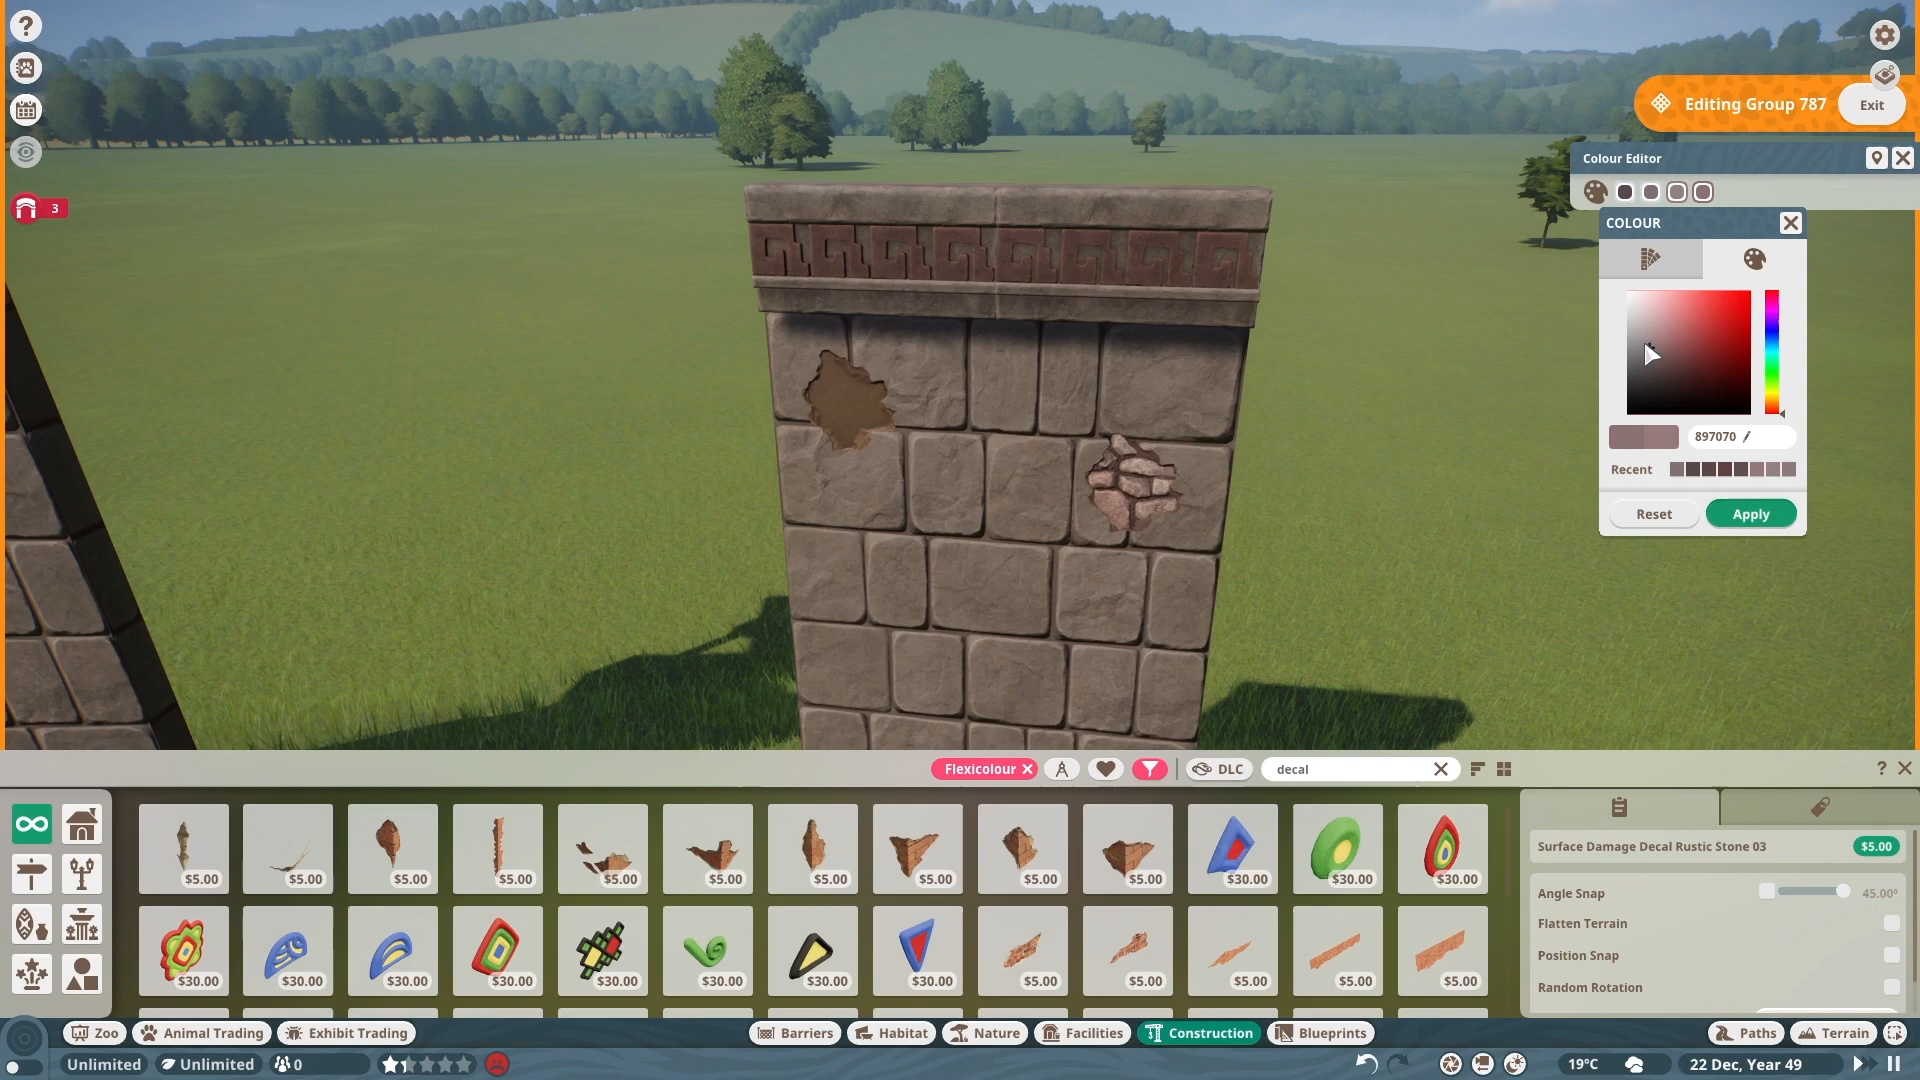 ?
Editing Group 787
Exit
Colour Editor
3
COLOUR
897070
Recent
Reset
Apply
Flexicolour
DLC
decal
?
$5.00
$5.00
$5.00
$5.00
$5.00
$5.00
$5.00
$5.00
$5.00
$5.00
$30.00
$30.00
$30.00
Surface Damage Decal Rustic Stone 03
$5.00
Angle Snap
45.00°
Flatten Terrain
Position Snap
Random Rotation
$30.00
$30.00
$30.00
$30.00
$30.00
$30.00
$30.00
$30.00
$5.00
$5.00
$5.00
$5.00
$5.00
Zoo
Animal Trading
Exhibit Trading
Barriers
Habitat
Nature
Facilities
Construction
Blueprints
Paths
Terrain
Unlimited
Unlimited
0
19°C
22 Dec, Year 49